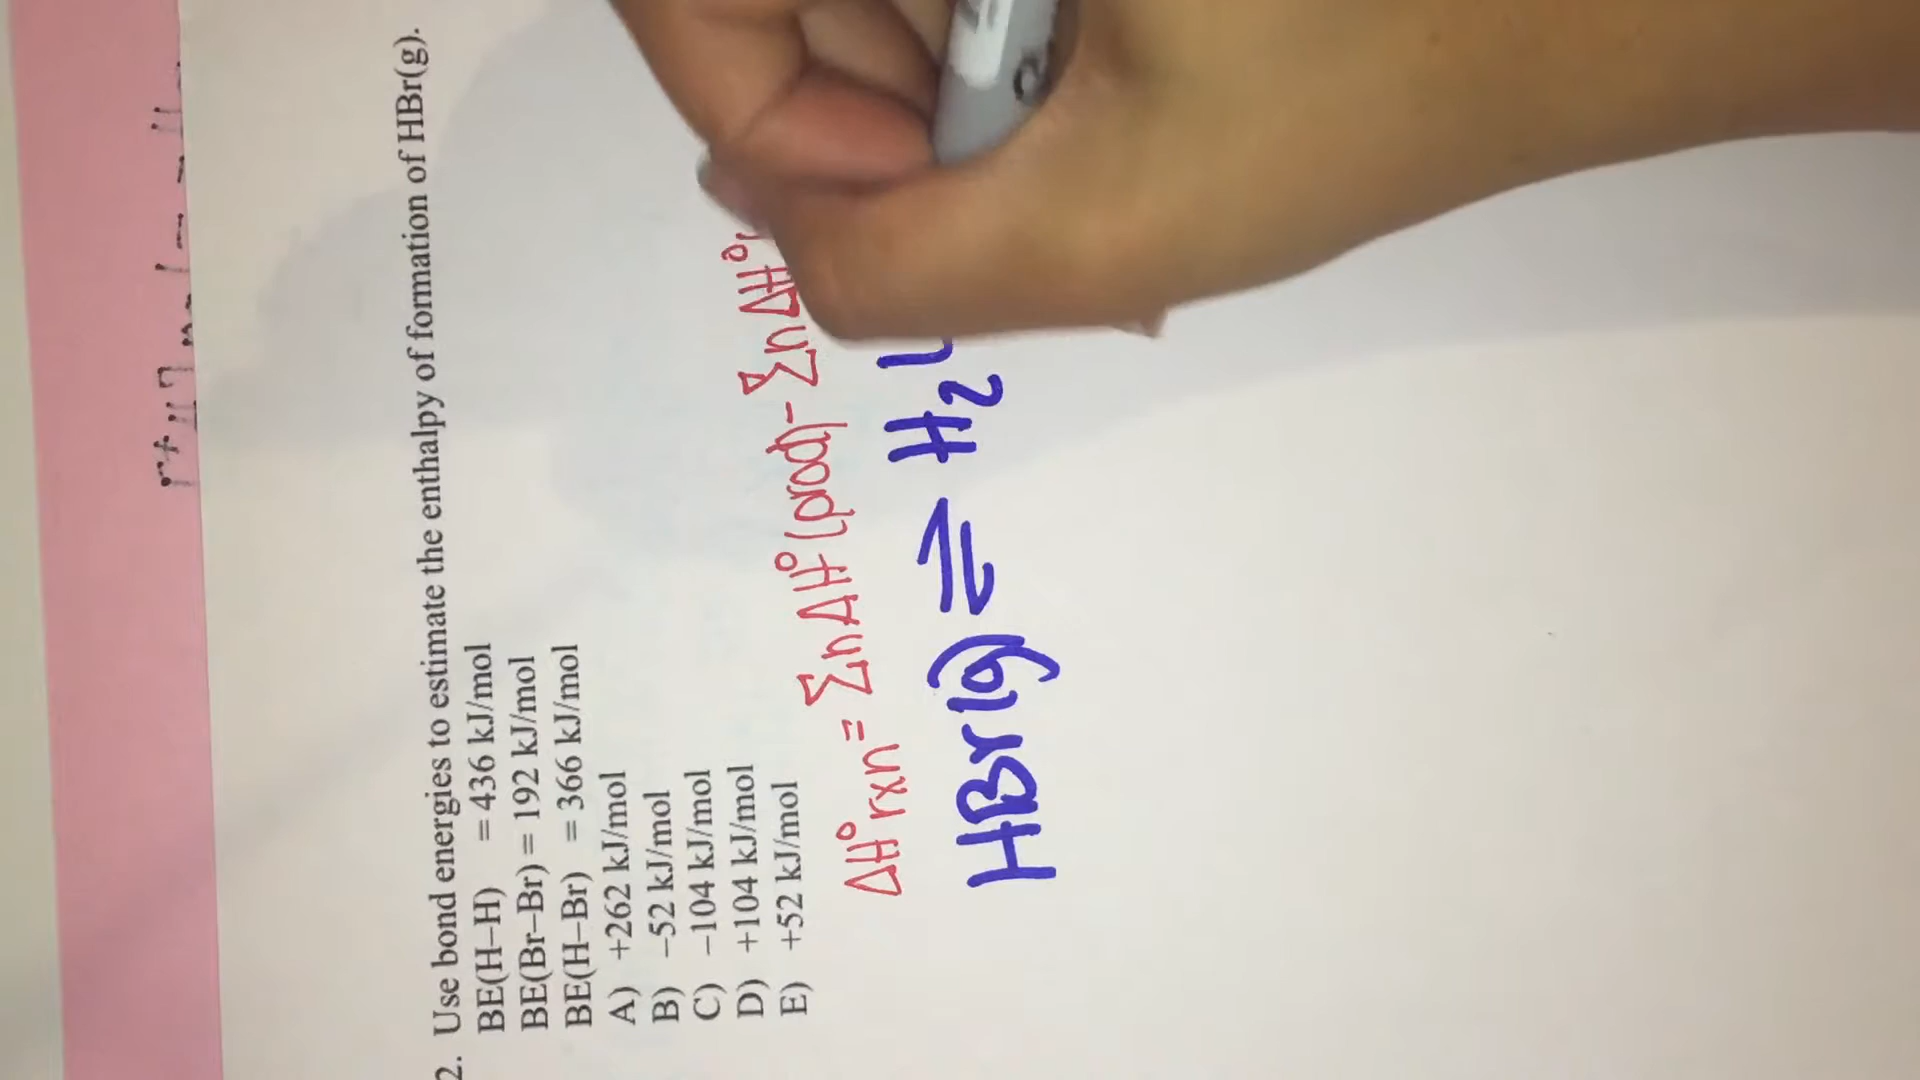 2. Use bond energies to estimate the enthalpy of formation of HBr(g).
BE(H–H) = 436 kJ/mol
BE(Br–Br) = 192 kJ/mol
BE(H–Br) = 366 kJ/mol
A) +262 kJ/mol
B) –52 kJ/mol
C) –104 kJ/mol
D) +104 kJ/mol
E) +52 kJ/mol
ΔH°rxn = ΣnΔH°(prod) - ΣnΔH°
HBr(g) ⇌ H₂